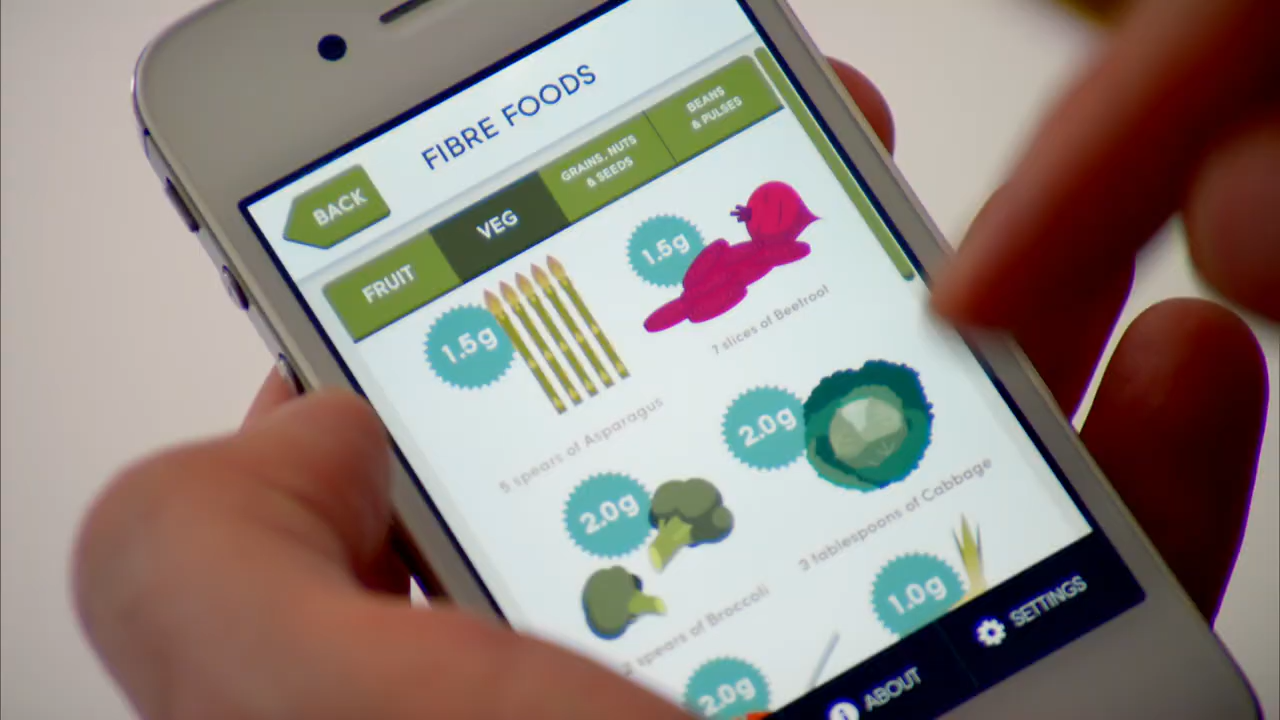 FIBRE FOODS
BACK
FRUIT
VEG
GRAINS, NUTS
& SEEDS
BEANS
& PULSES
1.5g
5 spears of Asparagus
1.5g
7 slices of Beetroot
2.0g
spears of Broccoli
2.0g
3 tablespoons of Cabbage
2.0g
1.0g
ABOUT
SETTINGS